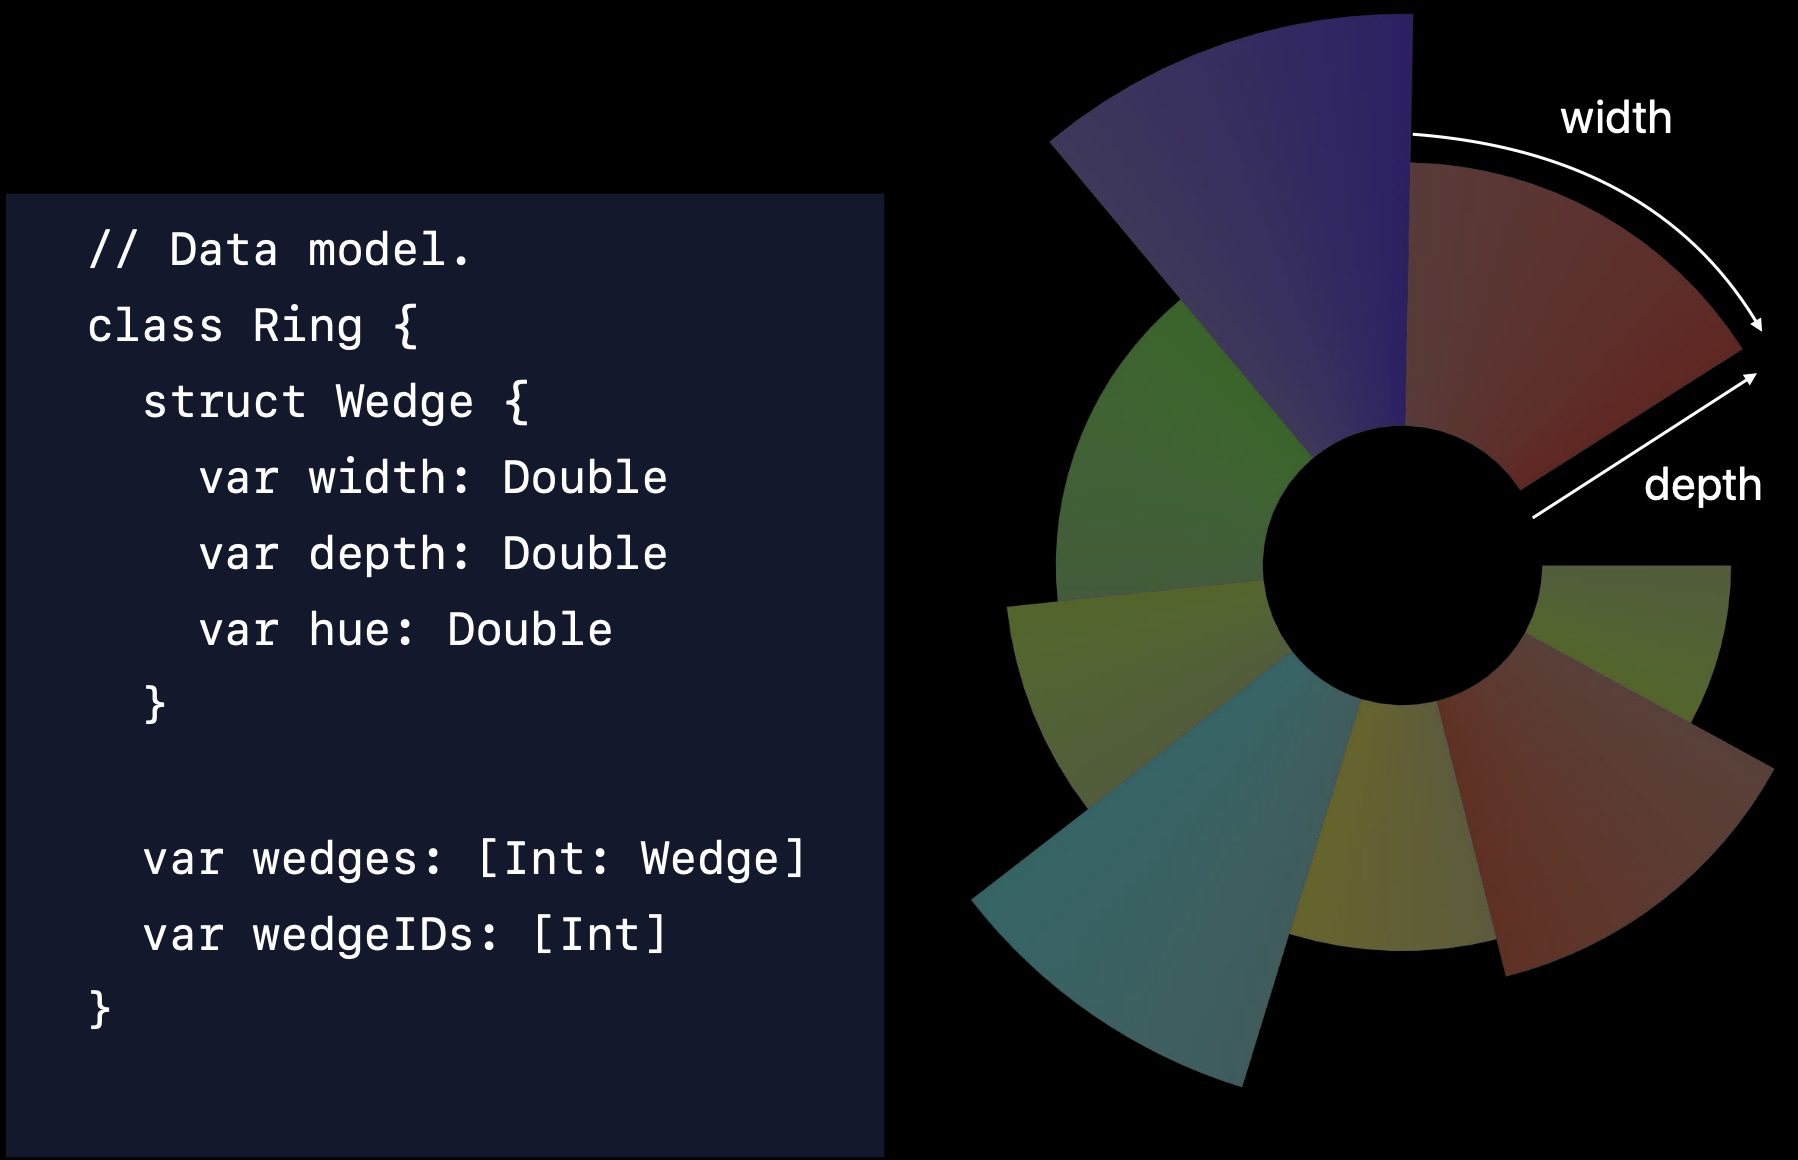 // Data model.
class Ring {
  struct Wedge {
    var width: Double
    var depth: Double
    var hue: Double
  }

  var wedges: [Int: Wedge]
  var wedgeIDs: [Int]
}
width
depth